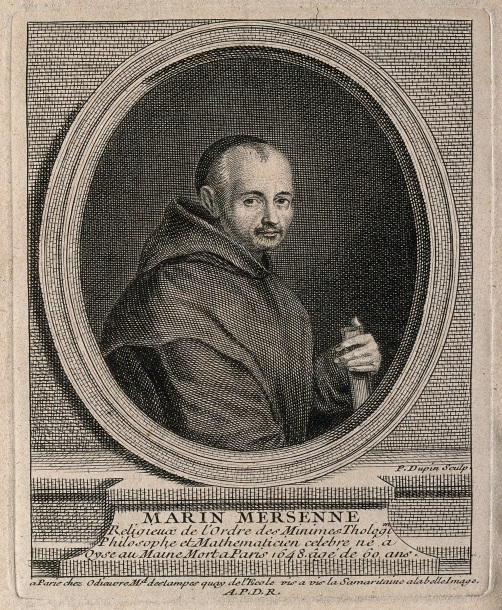 P. Dupin Sculp
MARIN MERSENNE
Religieux de l'Ordre des Minimes Tholog.
Philosophe et Mathematicien celebre né a
Oyse au Maine Mort a Paris 1648. âgé de 60 ans.
a Paris chez Odieuvre Md. d'estampes quay de l'Ecole vis a vis la Samaritaine a la belle Image.
A.P.D.R.